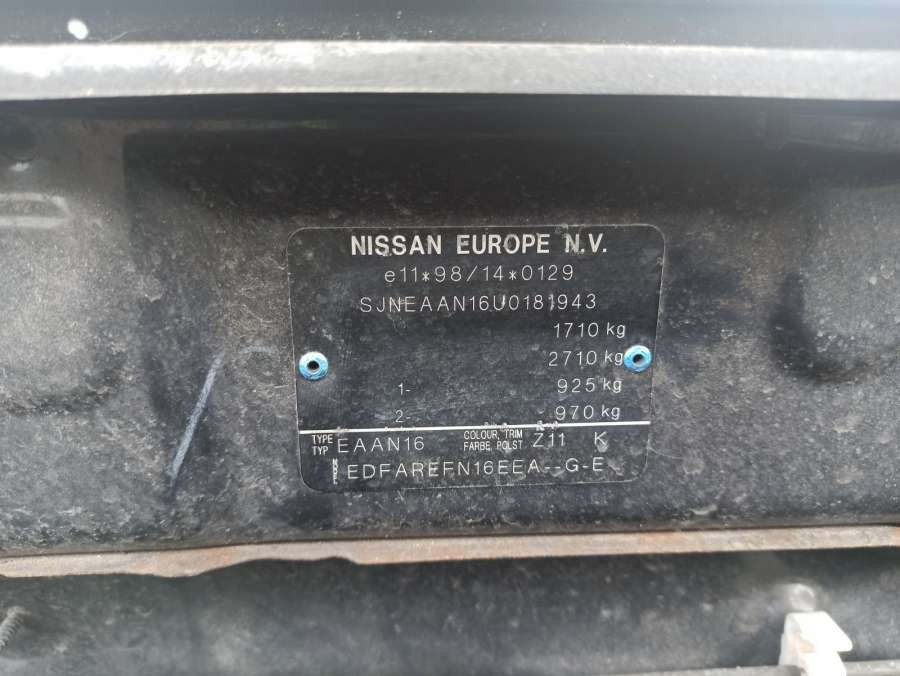 NISSAN EUROPE N.V.
e11*98/14*0129
SJNEAAN16U0181943
1710 kg
2710 kg
1- 925 kg
2- 970 kg
TYPE TYP EAAN16 COLOUR, TRIM FARBE, POLST Z11 K
EDFAREFN16EEA--G-E